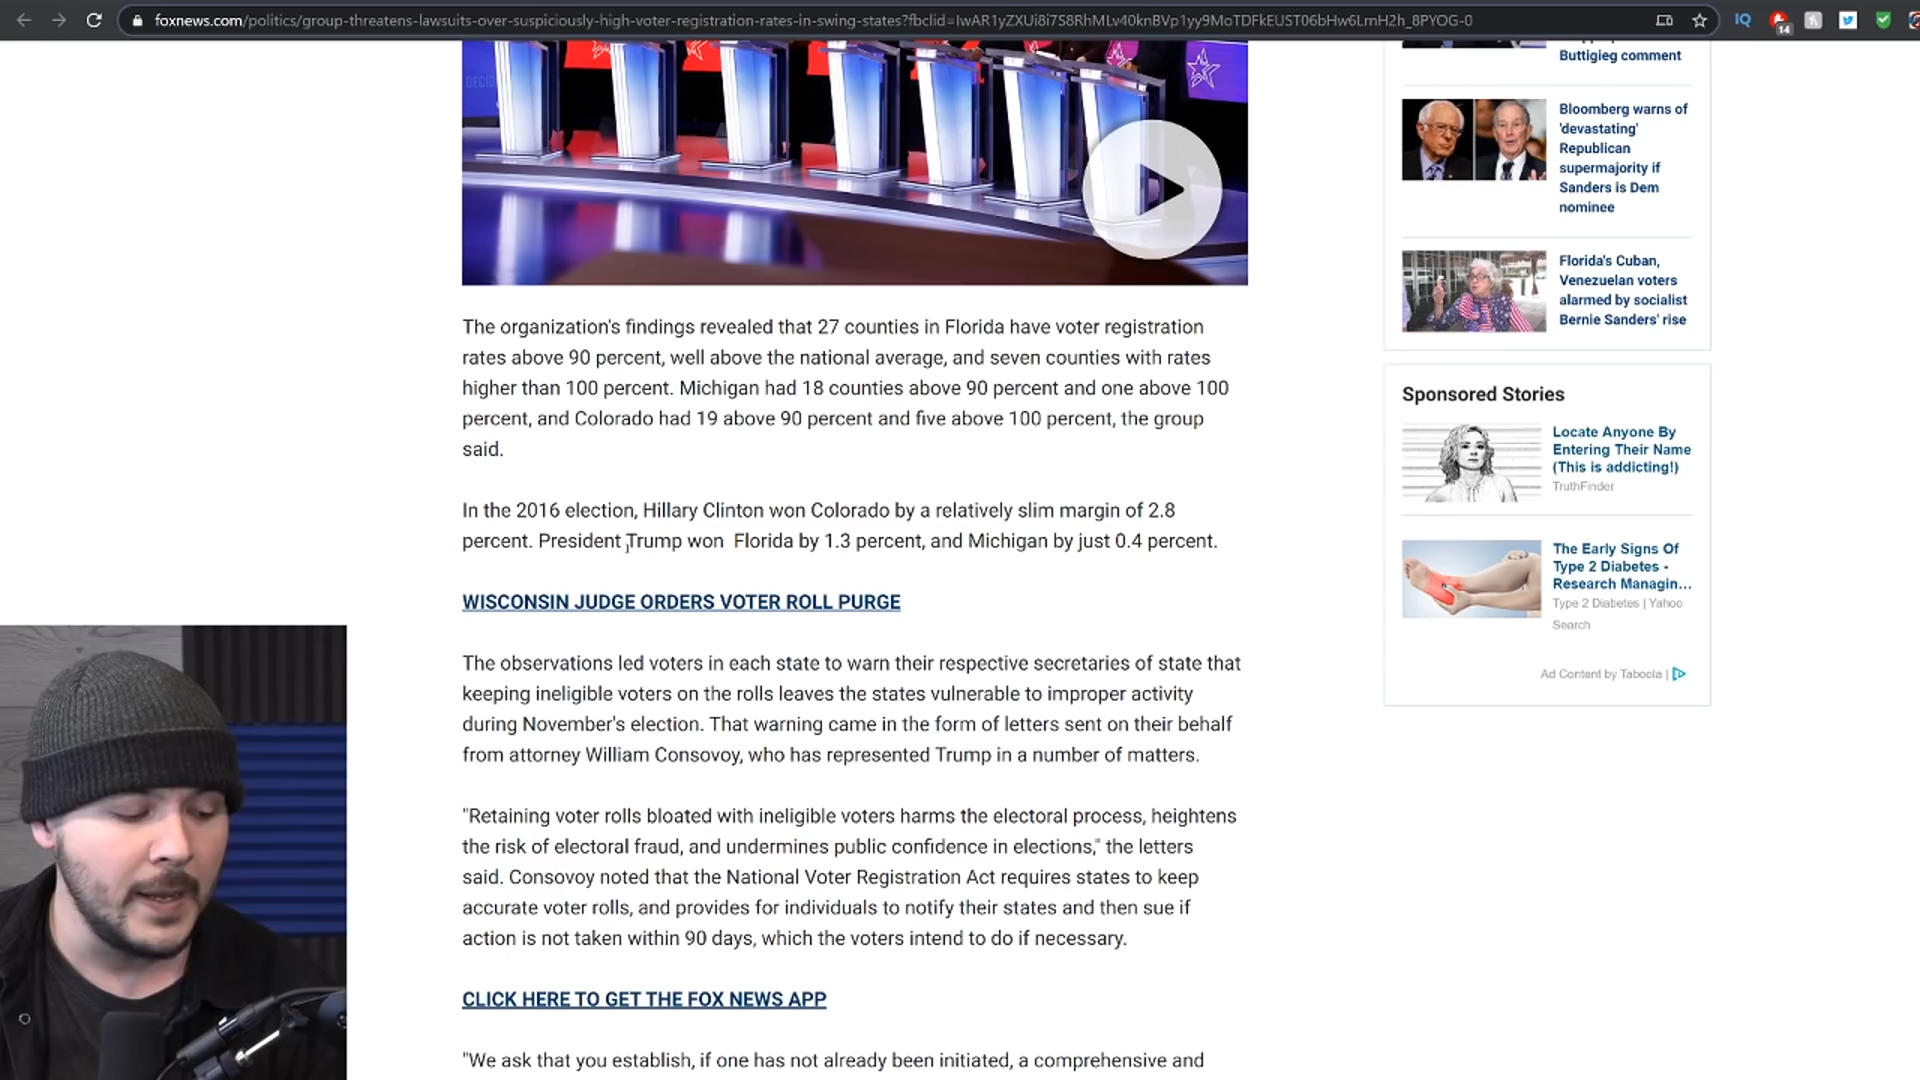 foxnews.com/politics/group-threatens-lawsuits-over-suspiciously-high-voter-registration-rates-in-swing-states?fbclid=IwAR1yZXUi8i7S8RhMLv40knBVp1yy9MoTDFkEUST06bHw6LmH2h_8PYOG-0
IQ
14
DECID
Buttigieg comment
Bloomberg warns of
'devastating'
Republican
supermajority if
Sanders is Dem
nominee
Florida's Cuban,
Venezuelan voters
alarmed by socialist
Bernie Sanders' rise
The organization's findings revealed that 27 counties in Florida have voter registration
rates above 90 percent, well above the national average, and seven counties with rates
higher than 100 percent. Michigan had 18 counties above 90 percent and one above 100
percent, and Colorado had 19 above 90 percent and five above 100 percent, the group
said.
In the 2016 election, Hillary Clinton won Colorado by a relatively slim margin of 2.8
percent. President Trump won Florida by 1.3 percent, and Michigan by just 0.4 percent.
WISCONSIN JUDGE ORDERS VOTER ROLL PURGE
The observations led voters in each state to warn their respective secretaries of state that
keeping ineligible voters on the rolls leaves the states vulnerable to improper activity
during November's election. That warning came in the form of letters sent on their behalf
from attorney William Consovoy, who has represented Trump in a number of matters.
"Retaining voter rolls bloated with ineligible voters harms the electoral process, heightens
the risk of electoral fraud, and undermines public confidence in elections," the letters
said. Consovoy noted that the National Voter Registration Act requires states to keep
accurate voter rolls, and provides for individuals to notify their states and then sue if
action is not taken within 90 days, which the voters intend to do if necessary.
CLICK HERE TO GET THE FOX NEWS APP
"We ask that you establish, if one has not already been initiated, a comprehensive and
Sponsored Stories
Locate Anyone By
Entering Their Name
(This is addicting!)
TruthFinder
The Early Signs Of
Type 2 Diabetes -
Research Managin...
Type 2 Diabetes | Yahoo
Search
Ad Content by Taboola |